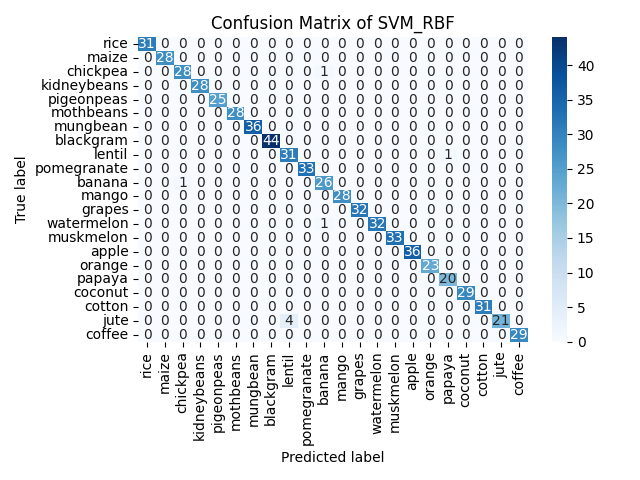 Confusion Matrix of SVM_RBF
rice 31 0 0 0 0 0 0 0 0 0 0 0 0 0 0 0 0 0 0 0 0 0
maize 0 28 0 0 0 0 0 0 0 0 0 0 0 0 0 0 0 0 0 0 0 0
chickpea 0 0 28 0 0 0 0 0 0 0 1 0 0 0 0 0 0 0 0 0 0 0
kidneybeans 0 0 0 28 0 0 0 0 0 0 0 0 0 0 0 0 0 0 0 0 0 0
pigeonpeas 0 0 0 0 25 0 0 0 0 0 0 0 0 0 0 0 0 0 0 0 0 0
mothbeans 0 0 0 0 0 28 0 0 0 0 0 0 0 0 0 0 0 0 0 0 0 0
mungbean 0 0 0 0 0 0 36 0 0 0 0 0 0 0 0 0 0 0 0 0 0 0
blackgram 0 0 0 0 0 0 0 44 0 0 0 0 0 0 0 0 0 0 0 0 0 0
lentil 0 0 0 0 0 0 0 0 31 0 0 0 0 0 0 0 0 1 0 0 0 0
pomegranate 0 0 0 0 0 0 0 0 0 33 0 0 0 0 0 0 0 0 0 0 0 0
banana 0 0 1 0 0 0 0 0 0 0 26 0 0 0 0 0 0 0 0 0 0 0
mango 0 0 0 0 0 0 0 0 0 0 0 28 0 0 0 0 0 0 0 0 0 0
grapes 0 0 0 0 0 0 0 0 0 0 0 0 32 0 0 0 0 0 0 0 0 0
watermelon 0 0 0 0 0 0 0 0 0 0 1 0 0 32 0 0 0 0 0 0 0 0
muskmelon 0 0 0 0 0 0 0 0 0 0 0 0 0 0 33 0 0 0 0 0 0 0
apple 0 0 0 0 0 0 0 0 0 0 0 0 0 0 0 36 0 0 0 0 0 0
orange 0 0 0 0 0 0 0 0 0 0 0 0 0 0 0 0 23 0 0 0 0 0
papaya 0 0 0 0 0 0 0 0 0 0 0 0 0 0 0 0 0 20 0 0 0 0
coconut 0 0 0 0 0 0 0 0 0 0 0 0 0 0 0 0 0 0 29 0 0 0
cotton 0 0 0 0 0 0 0 0 0 0 0 0 0 0 0 0 0 0 0 31 0 0
jute 0 0 0 0 0 0 0 0 4 0 0 0 0 0 0 0 0 0 0 0 21 0
coffee 0 0 0 0 0 0 0 0 0 0 0 0 0 0 0 0 0 0 0 0 0 29
True label
rice
maize
chickpea
kidneybeans
pigeonpeas
mothbeans
mungbean
blackgram
lentil
pomegranate
banana
mango
grapes
watermelon
muskmelon
apple
orange
papaya
coconut
cotton
jute
coffee
Predicted label
40
35
30
25
20
15
10
5
0